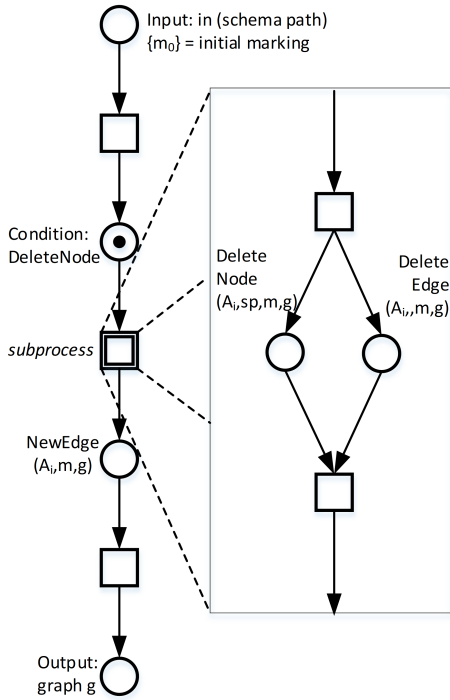 Input: in (schema path)
{m₀} = initial marking
Condition:
DeleteNode
Delete
Node
(Aᵢ,sp,m,g)
Delete
Edge
(Aᵢ,,m,g)
subprocess
NewEdge
(Aᵢ,m,g)
Output:
graph g